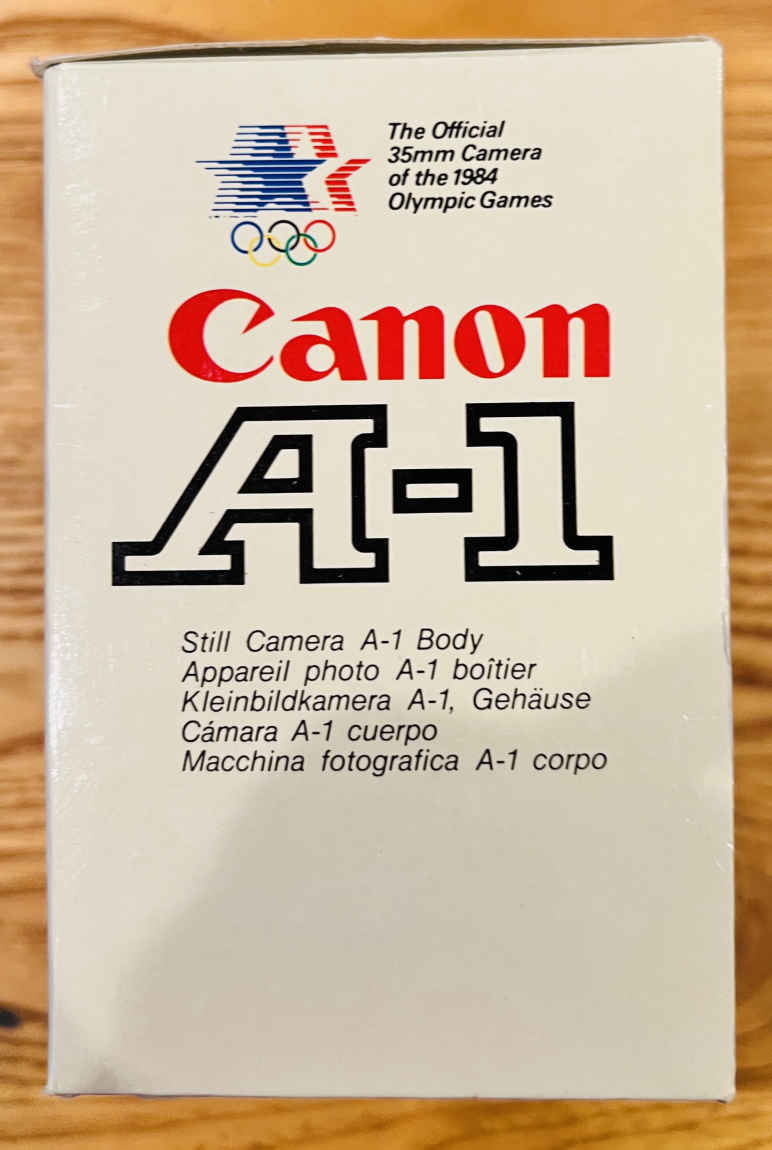 The Official
35mm Camera
of the 1984
Olympic Games
Canon
A-1
Still Camera A-1 Body
Appareil photo A-1 boîtier
Kleinbildkamera A-1, Gehäuse
Cámara A-1 cuerpo
Macchina fotografica A-1 corpo